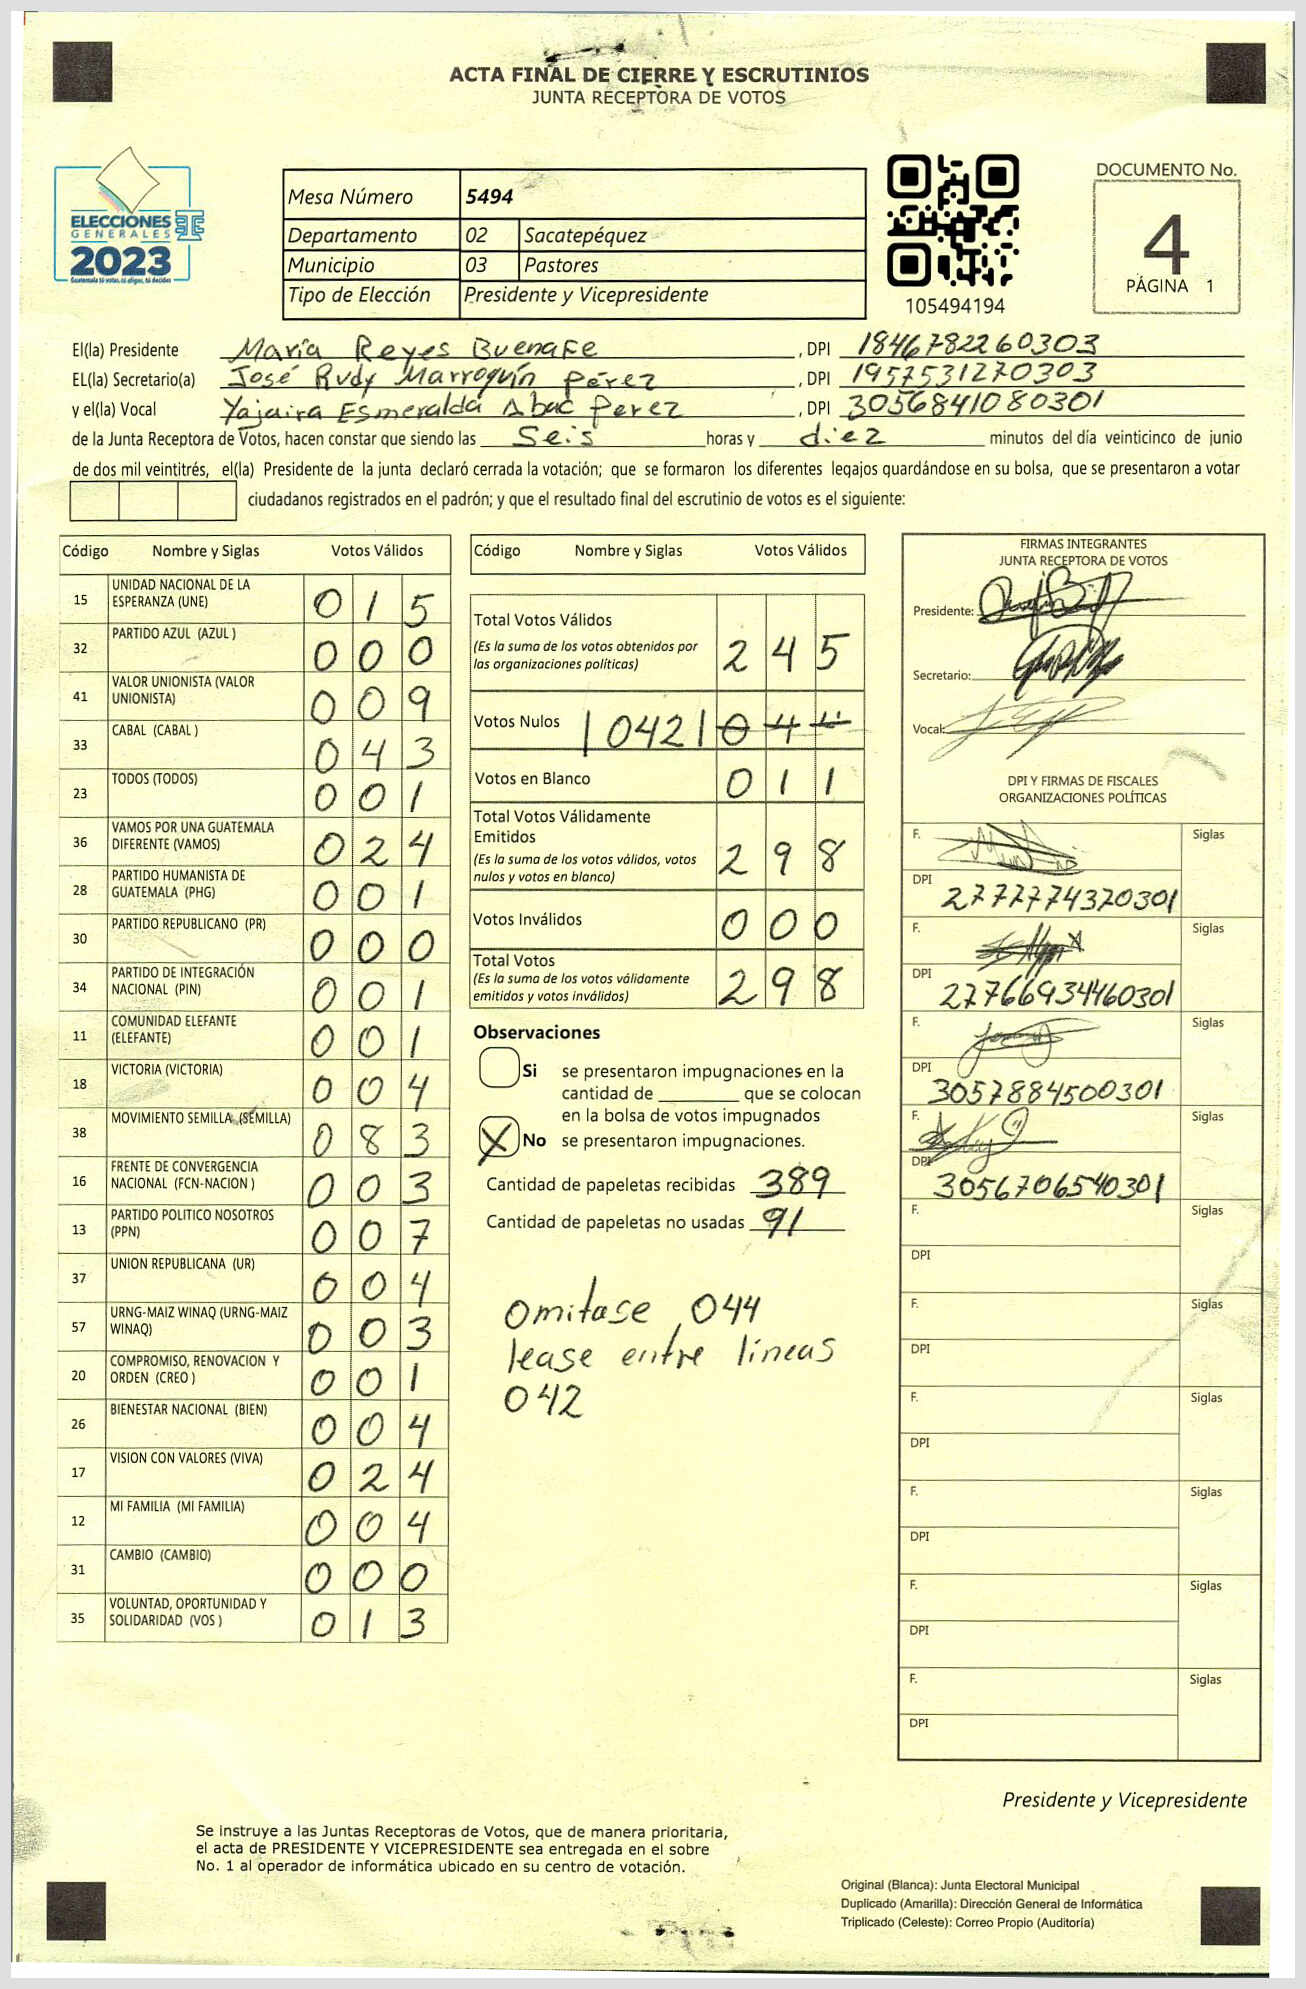 ACTA FINAL DE CIERRE Y ESCRUTINIOS
JUNTA RECEPTORA DE VOTOS
ELECCIONES
GENERALES
2023
Guatemala tú votas, tú eliges, tú decides
Mesa Número 5494
Departamento 02 Sacatepéquez
Municipio 03 Pastores
Tipo de Elección Presidente y Vicepresidente
105494194
DOCUMENTO No.
4
PÁGINA 1
El(la) Presidente María Reyes Buenafe, DPI 1846782260303
EL(la) Secretario(a) José Rudy Marroquín Pérez, DPI 1957531270303
y el(la) Vocal Yajaira Esmeralda Abac Perez, DPI 3056841080301
de la Junta Receptora de Votos, hacen constar que siendo las Seis horas y diez minutos del día veinticinco de junio
de dos mil veintitrés, el(la) Presidente de la junta declaró cerrada la votación; que se formaron los diferentes legajos guardándose en su bolsa, que se presentaron a votar
ciudadanos registrados en el padrón; y que el resultado final del escrutinio de votos es el siguiente:
Código Nombre y Siglas Votos Válidos
15 UNIDAD NACIONAL DE LA
ESPERANZA (UNE) 015
32 PARTIDO AZUL (AZUL ) 000
41 VALOR UNIONISTA (VALOR
UNIONISTA) 009
33 CABAL (CABAL ) 043
23 TODOS (TODOS) 001
36 VAMOS POR UNA GUATEMALA
DIFERENTE (VAMOS) 024
28 PARTIDO HUMANISTA DE
GUATEMALA (PHG) 001
30 PARTIDO REPUBLICANO (PR) 000
34 PARTIDO DE INTEGRACIÓN
NACIONAL (PIN) 001
11 COMUNIDAD ELEFANTE
(ELEFANTE) 001
18 VICTORIA (VICTORIA) 004
38 MOVIMIENTO SEMILLA (SEMILLA) 083
16 FRENTE DE CONVERGENCIA
NACIONAL (FCN-NACION ) 003
13 PARTIDO POLITICO NOSOTROS
(PPN) 007
37 UNION REPUBLICANA (UR) 004
57 URNG-MAIZ WINAQ (URNG-MAIZ
WINAQ) 003
20 COMPROMISO, RENOVACION Y
ORDEN (CREO ) 001
26 BIENESTAR NACIONAL (BIEN) 004
17 VISION CON VALORES (VIVA) 024
12 MI FAMILIA (MI FAMILIA) 004
31 CAMBIO (CAMBIO) 000
35 VOLUNTAD, OPORTUNIDAD Y
SOLIDARIDAD (VOS ) 013
Código Nombre y Siglas Votos Válidos
Total Votos Válidos
(Es la suma de los votos obtenidos por
las organizaciones políticas) 245
Votos Nulos |042| 044
Votos en Blanco 011
Total Votos Válidamente
Emitidos
(Es la suma de los votos válidos, votos
nulos y votos en blanco) 298
Votos Inválidos 000
Total Votos
(Es la suma de los votos válidamente
emitidos y votos inválidos) 298
Observaciones
Si se presentaron impugnaciones en la
cantidad de ________ que se colocan
en la bolsa de votos impugnados
X No se presentaron impugnaciones.
Cantidad de papeletas recibidas 389
Cantidad de papeletas no usadas 91
omitase 044
lease entre líneas
042
FIRMAS INTEGRANTES
JUNTA RECEPTORA DE VOTOS
Presidente:
Secretario:
Vocal:
DPI Y FIRMAS DE FISCALES
ORGANIZACIONES POLÍTICAS
F. Siglas
DPI 2777774370301
F. Siglas
DPI 27766934460301
F. Siglas
DPI 3057884500301
F. Siglas
DPI 3056706540301
F. Siglas
DPI
F. Siglas
DPI
F. Siglas
DPI
F. Siglas
DPI
F. Siglas
DPI
F. Siglas
DPI
Presidente y Vicepresidente
Se instruye a las Juntas Receptoras de Votos, que de manera prioritaria,
el acta de PRESIDENTE Y VICEPRESIDENTE sea entregada en el sobre
No. 1 al operador de informática ubicado en su centro de votación.
Original (Blanca): Junta Electoral Municipal
Duplicado (Amarilla): Dirección General de Informática
Triplicado (Celeste): Correo Propio (Auditoría)